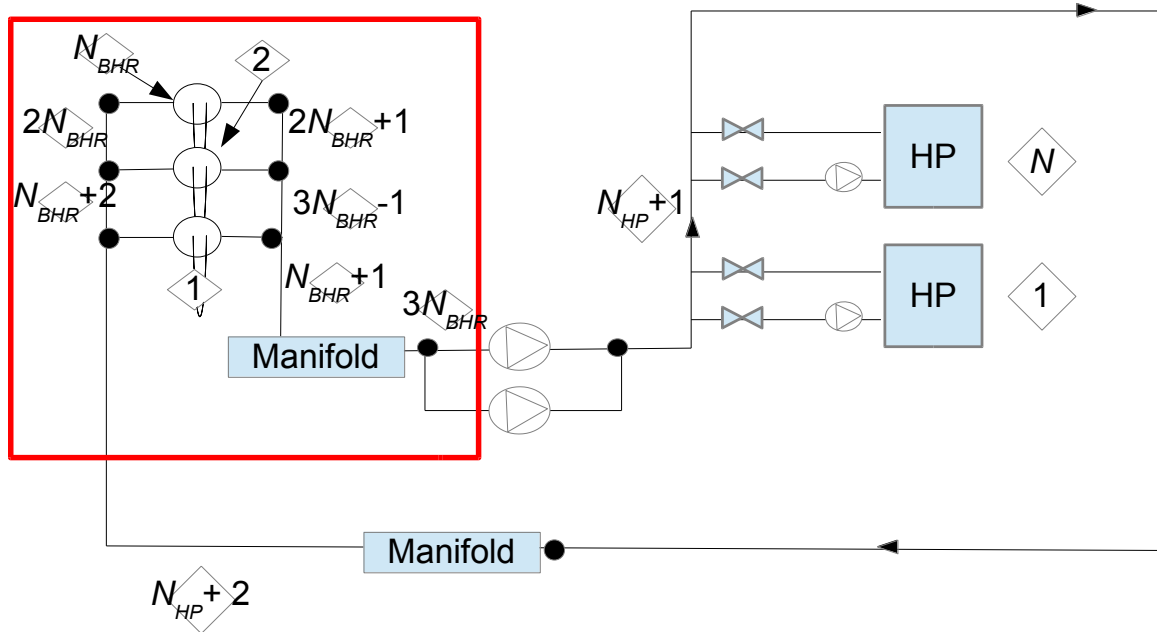 N_BHR
2
2N_BHR
2N_BHR+1
N_BHR+2
3N_BHR-1
1
N_BHR+1
3N_BHR
Manifold
HP
N
N_HP+1
HP
1
Manifold
N_HP+ 2